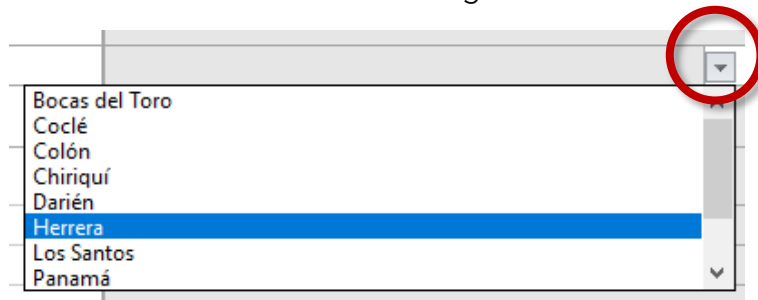 Bocas del Toro
Coclé
Colón
Chiriquí
Darién
Herrera
Los Santos
Panamá